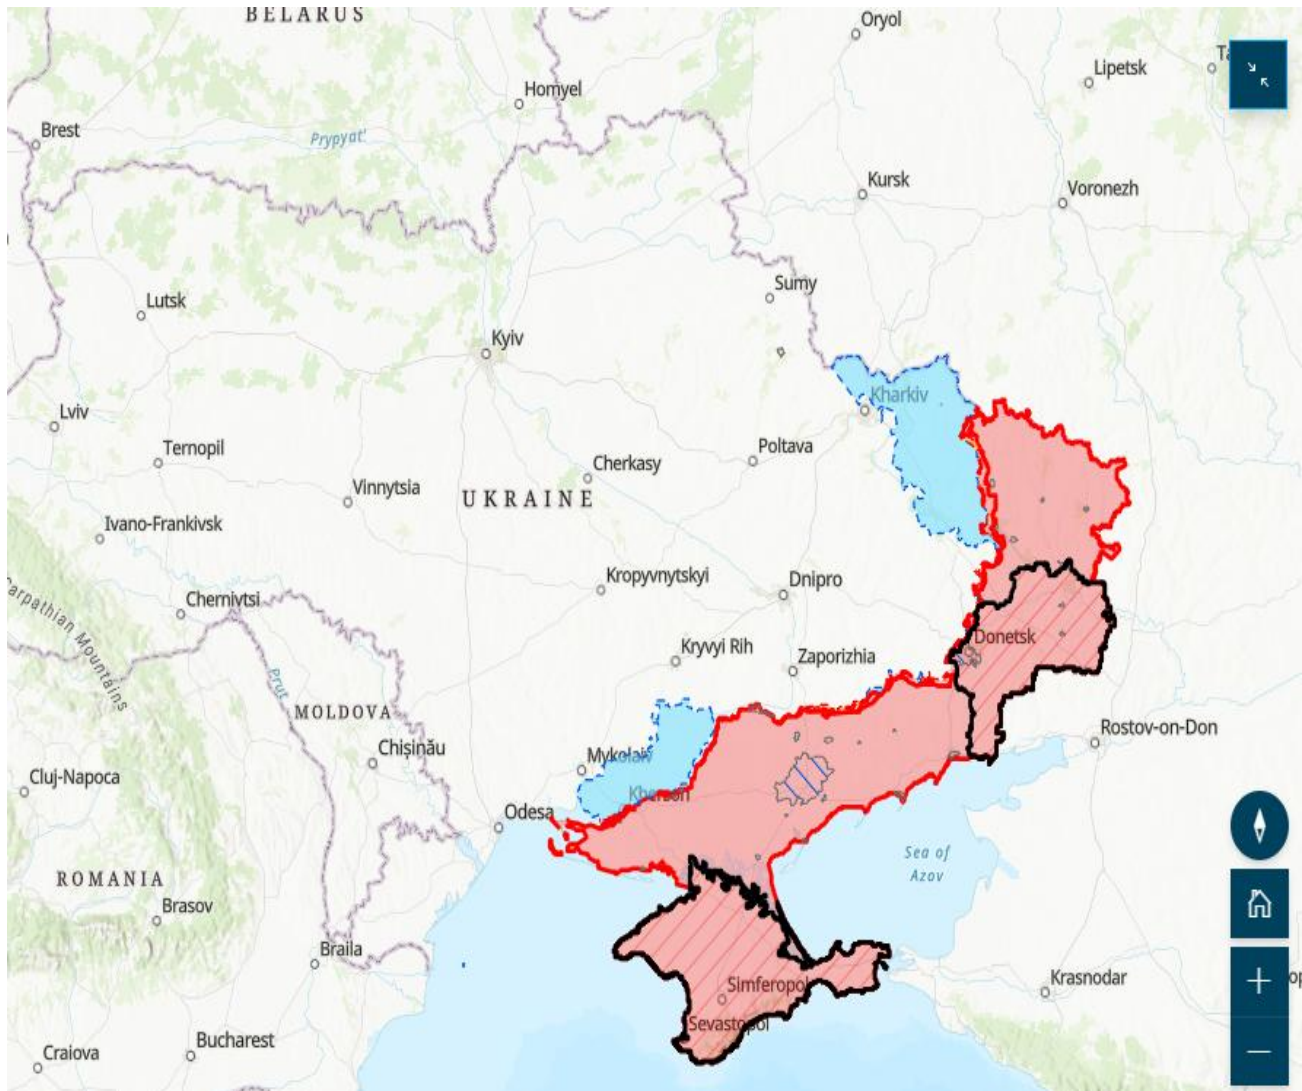 BELARUS
Oryol
Lipetsk
Homyel
Brest
Prypyat'
Kursk
Voronezh
Sumy
Lutsk
Kyiv
Kharkiv
Lviv
Ternopil
Poltava
Cherkasy
Vinnytsia
UKRAINE
Ivano-Frankivsk
Kropyvnytskyi
Dnipro
Chernivtsi
Carpathian Mountains
Donetsk
Kryvyi Rih
Zaporizhia
Prut
MOLDOVA
Rostov-on-Don
Chișinău
Mykolaiv
Cluj-Napoca
Kherson
Odesa
Sea of
Azov
ROMANIA
Brasov
Braila
Simferopol
Krasnodar
Sevastopol
Bucharest
Craiova